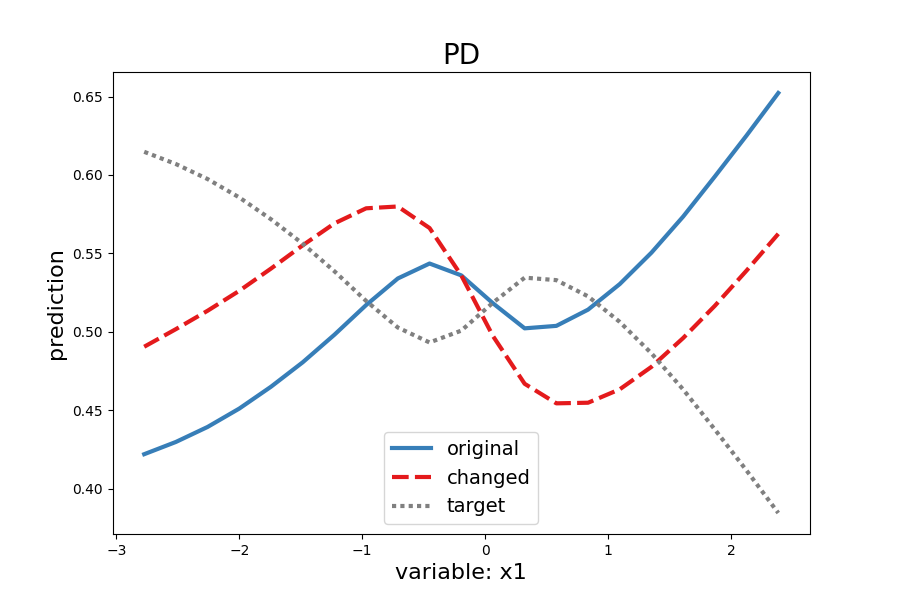 PD
0.65
0.60
0.55
0.50
0.45
0.40
prediction
original
changed
target
−3
−2
−1
0
1
2
variable: x1